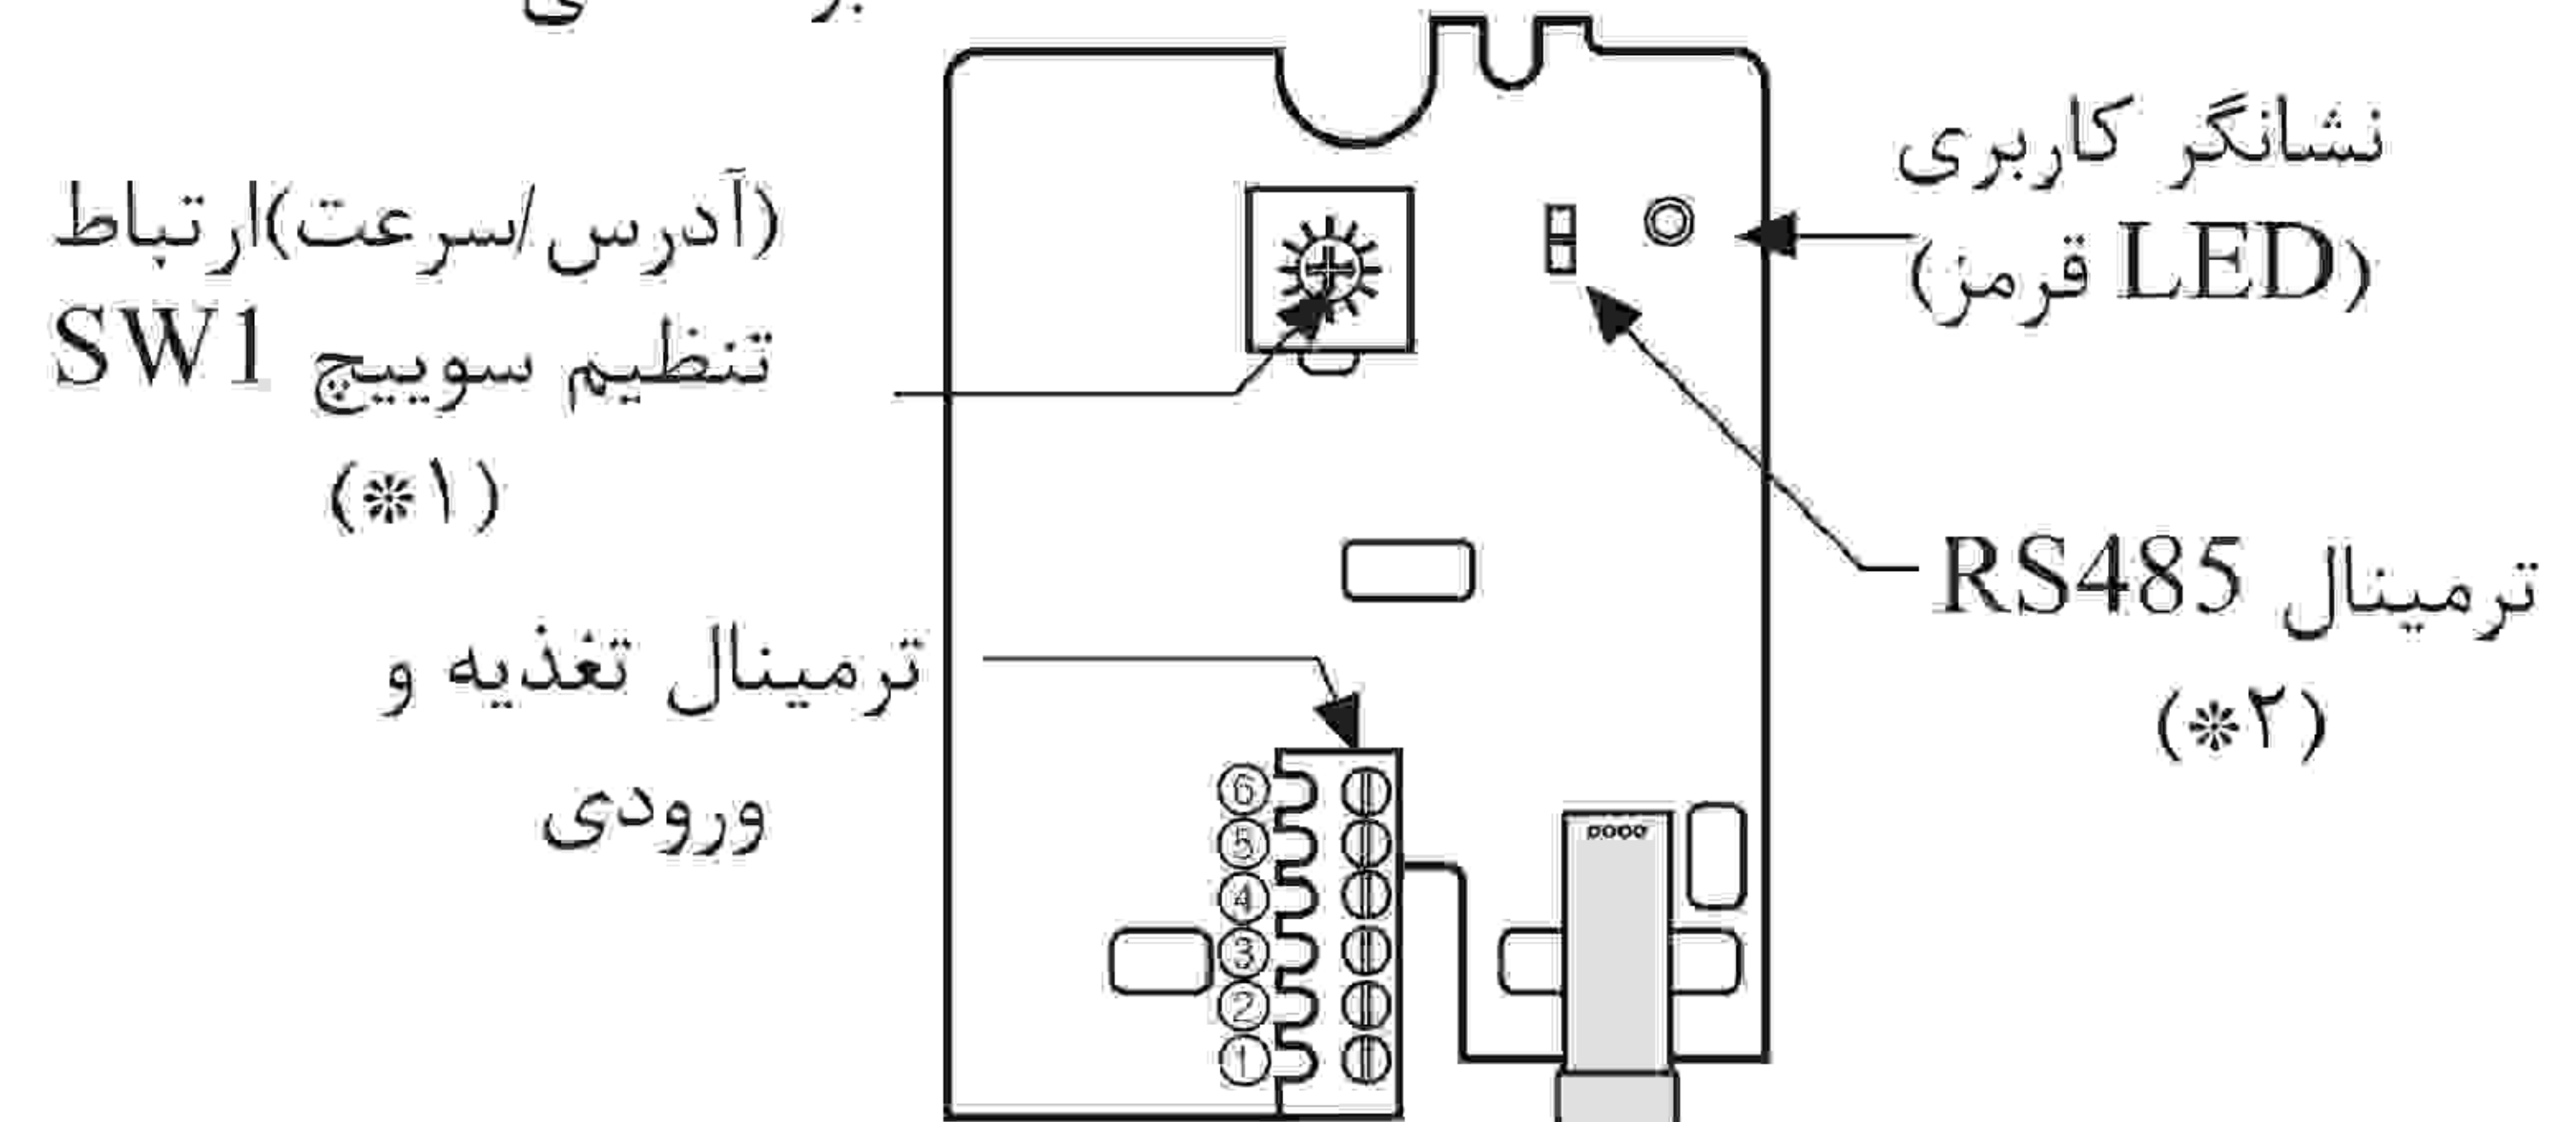 نشانگر کاربری
(LED قرمز)
(آدرس/سرعت)ارتباط
تنظیم سوییچ SW1
(*۱)
ترمینال RS485
(*۲)
ترمینال تغذیه و
ورودی
6
5
4
3
2
1